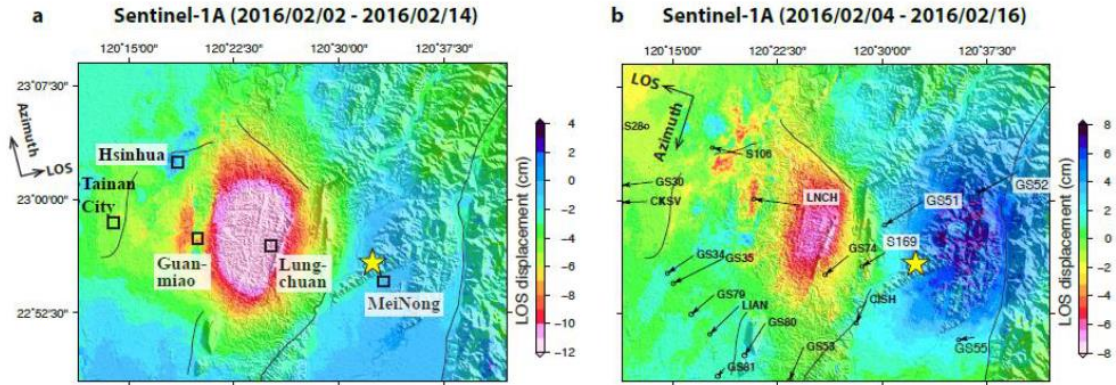 a Sentinel-1A (2016/02/02 - 2016/02/14)
120°15'00" 120°22'30" 120°30'00" 120°37'30"
23°07'30"
23°00'00"
22°52'30"
Azimuth
LOS
Hsinhua
Tainan
City
Guan-
miao
Lung-
chuan
MeiNong
4
2
0
−2
−4
−6
−8
−10
−12
LOS displacement (cm)
b Sentinel-1A (2016/02/04 - 2016/02/16)
120°15'00" 120°22'30" 120°30'00" 120°37'30"
LOS
Azimuth
S28
S106
GS30
CKSV
LNCH
GS52
GS51
S169
GS74
GS34
GS35
GS79
LIAN
CISH
GS80
GS53
GS81
GS55
8
6
4
2
0
−2
−4
−6
−8
LOS displacement (cm)